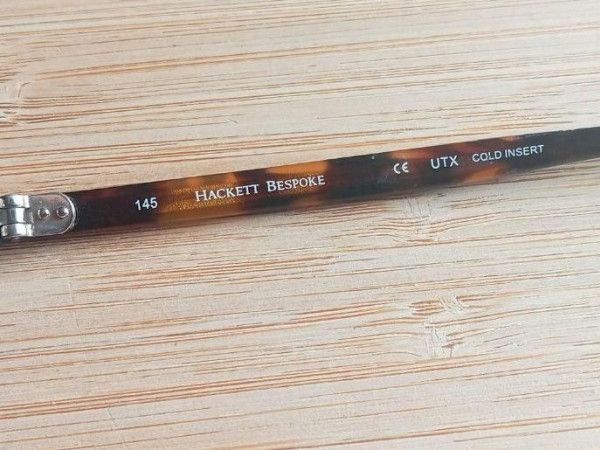 145 HACKETT BESPOKE CE UTX COLD INSERT